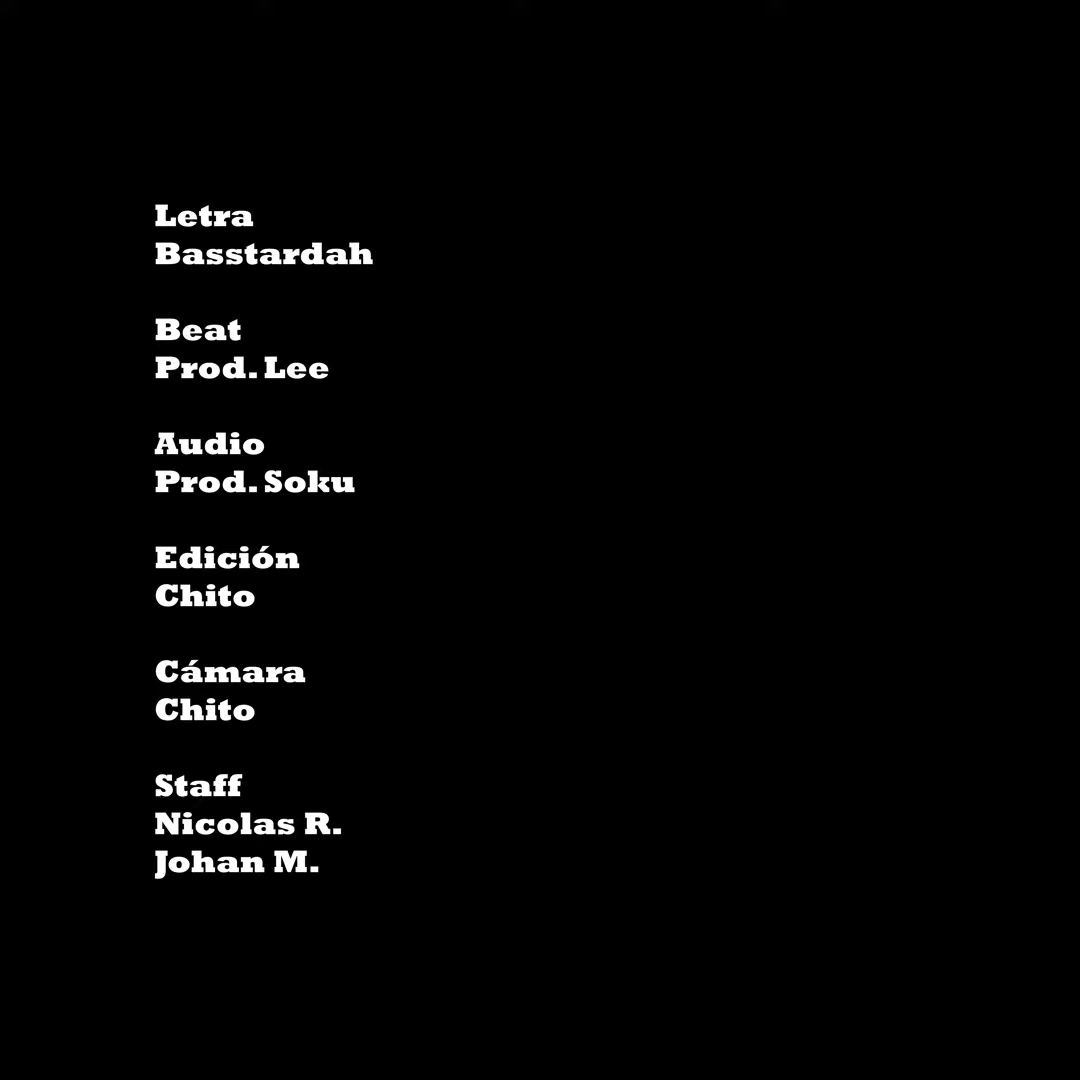 Letra
Basstardah
Beat
Prod. Lee
Audio
Prod. Soku
Edición
Chito
Cámara
Chito
Staff
Nicolas R.
Johan M.